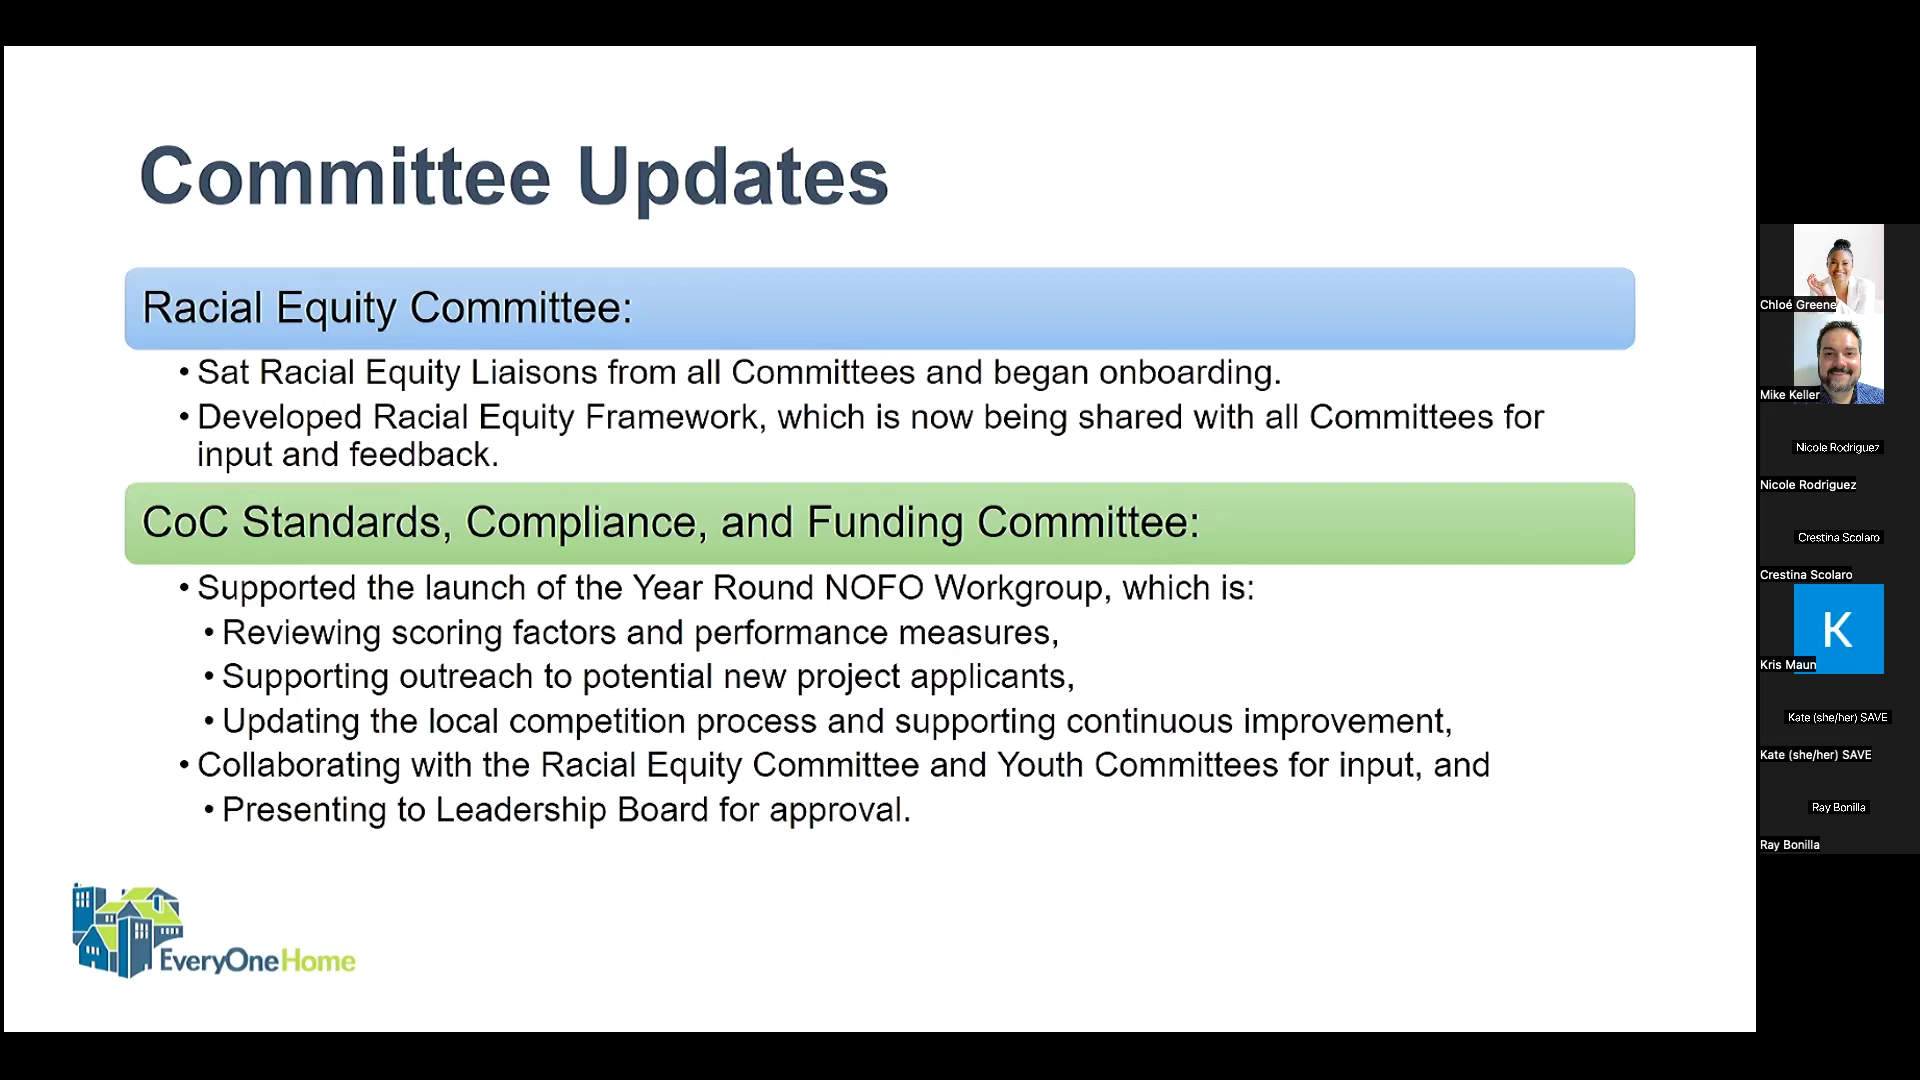 Committee Updates
Racial Equity Committee:
• Sat Racial Equity Liaisons from all Committees and began onboarding.
• Developed Racial Equity Framework, which is now being shared with all Committees for
input and feedback.
CoC Standards, Compliance, and Funding Committee:
• Supported the launch of the Year Round NOFO Workgroup, which is:
• Reviewing scoring factors and performance measures,
• Supporting outreach to potential new project applicants,
• Updating the local competition process and supporting continuous improvement,
• Collaborating with the Racial Equity Committee and Youth Committees for input, and
• Presenting to Leadership Board for approval.
EveryOneHome
Chloé Greene
Mike Keller
Nicole Rodriguez
Nicole Rodriguez
Crestina Scolaro
Crestina Scolaro
K
Kris Maun
Kate (she/her) SAVE
Kate (she/her) SAVE
Ray Bonilla
Ray Bonilla